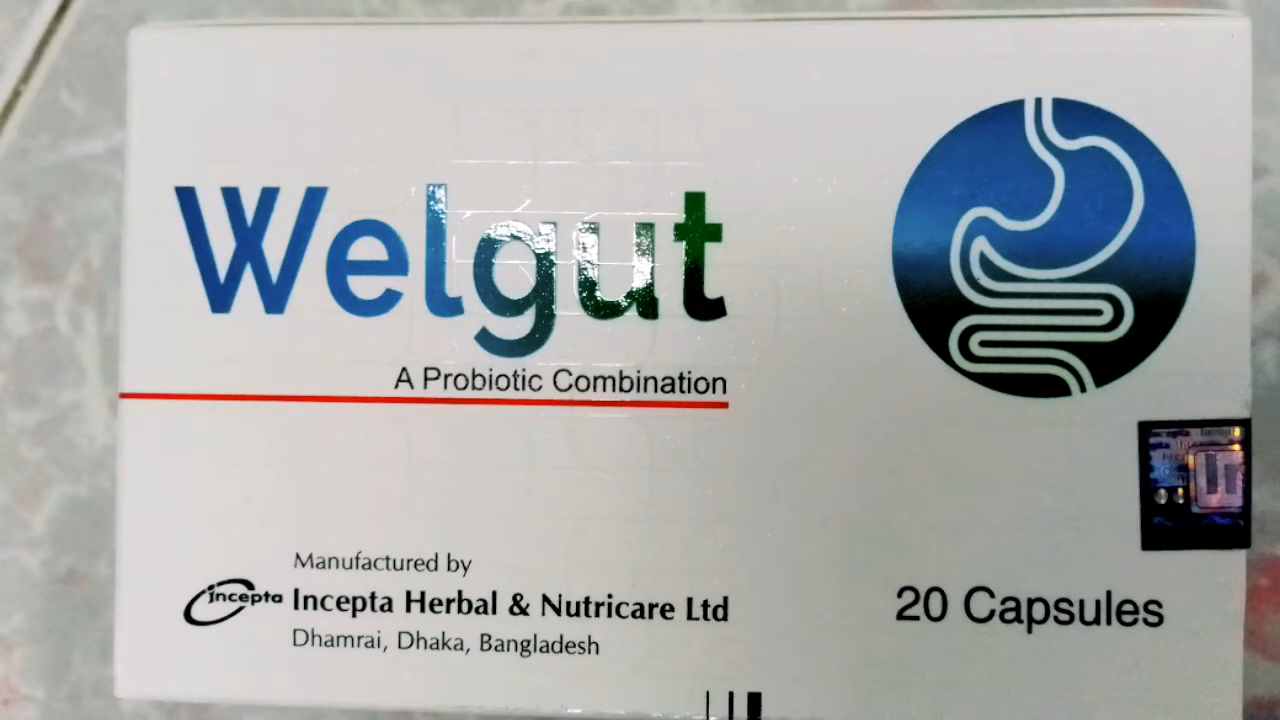 Welgut
A Probiotic Combination
Manufactured by
incepta
Incepta Herbal & Nutricare Ltd
Dhamrai, Dhaka, Bangladesh
20 Capsules